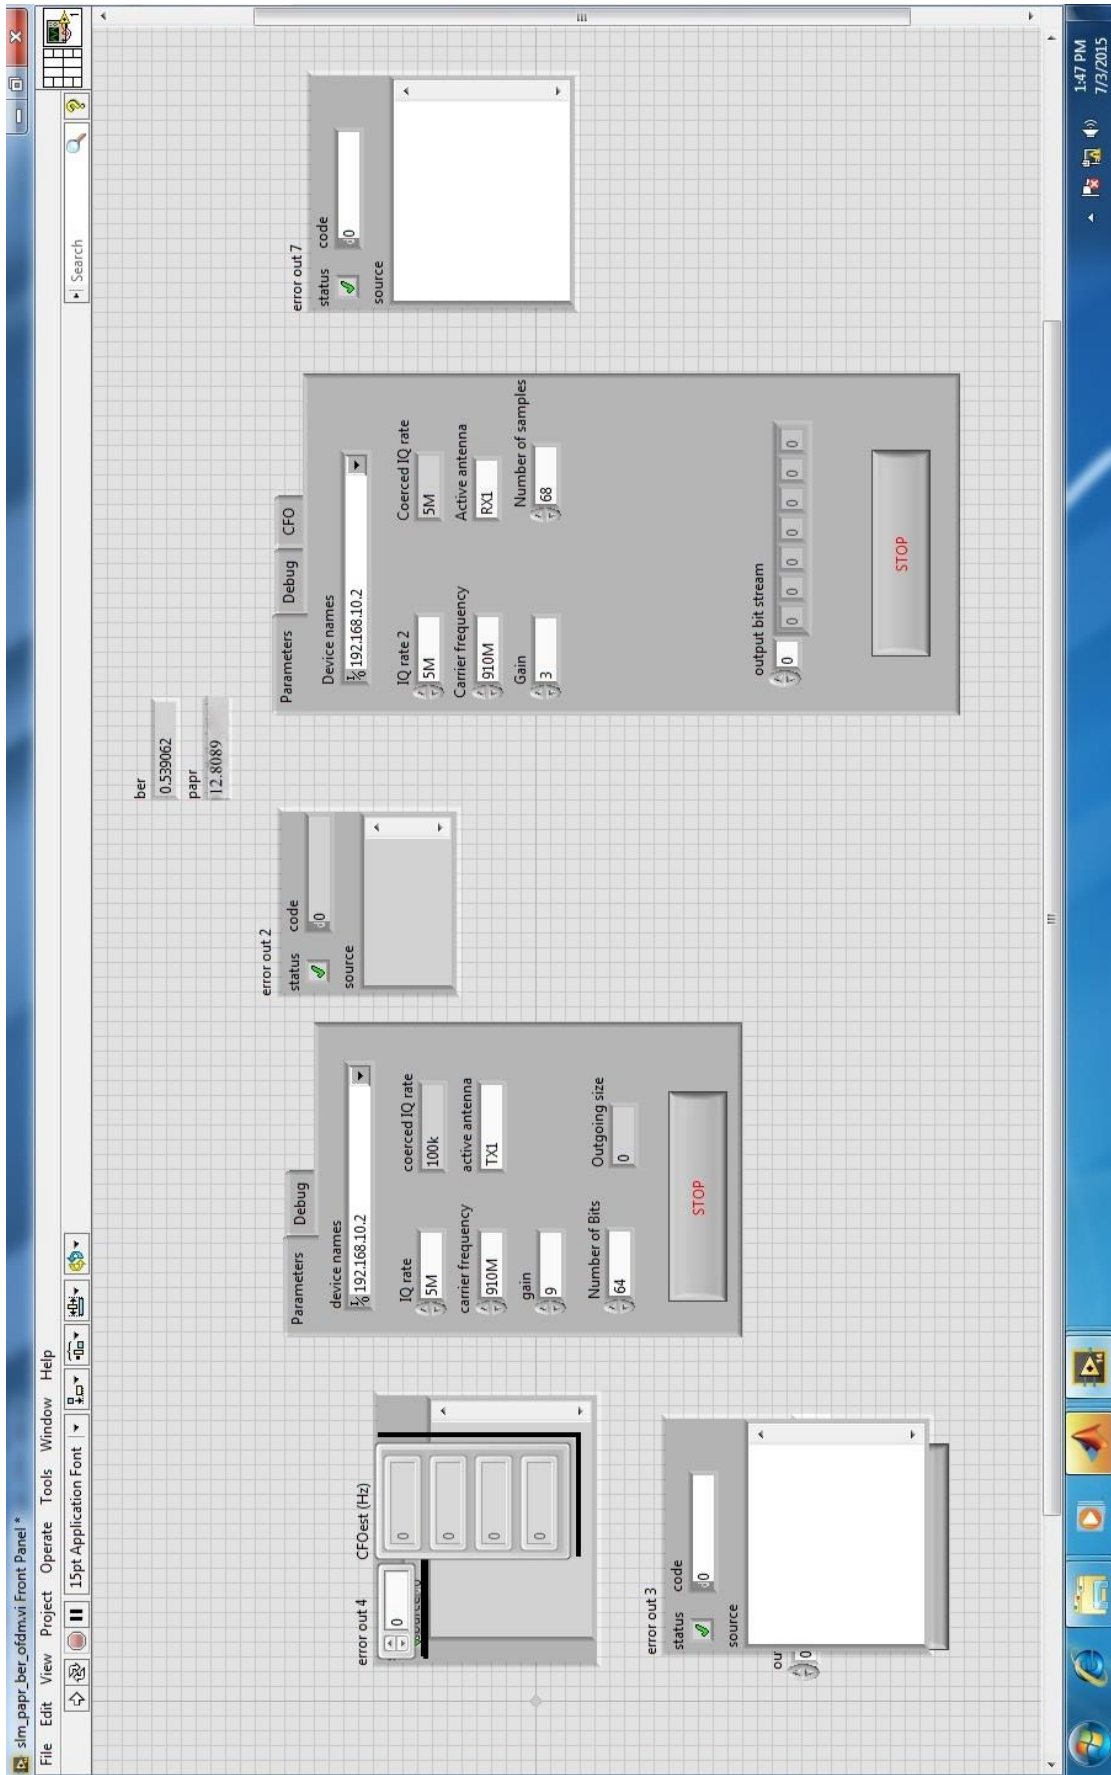 slm_papr_ber_ofdm.vi Front Panel *
File Edit View Project Operate Tools Window Help
15pt Application Font
Search
ber
0.539062
papr
12.8089
error out 4
CFOest (Hz)
0
0
0
0
0
error out 3
status
code
d0
source
ou
0
Parameters
Debug
device names
192.168.10.2
IQ rate
5M
coerced IQ rate
100k
carrier frequency
910M
active antenna
TX1
gain
9
Number of Bits
64
Outgoing size
0
STOP
error out 2
status
code
d0
source
Parameters
Debug
CFO
Device names
192.168.10.2
IQ rate 2
5M
Coerced IQ rate
5M
Carrier frequency
910M
Active antenna
RX1
Gain
3
Number of samples
68
output bit stream
0
0 0 0 0 0 0 0
STOP
error out 7
status
code
d0
source
1:47 PM
7/3/2015